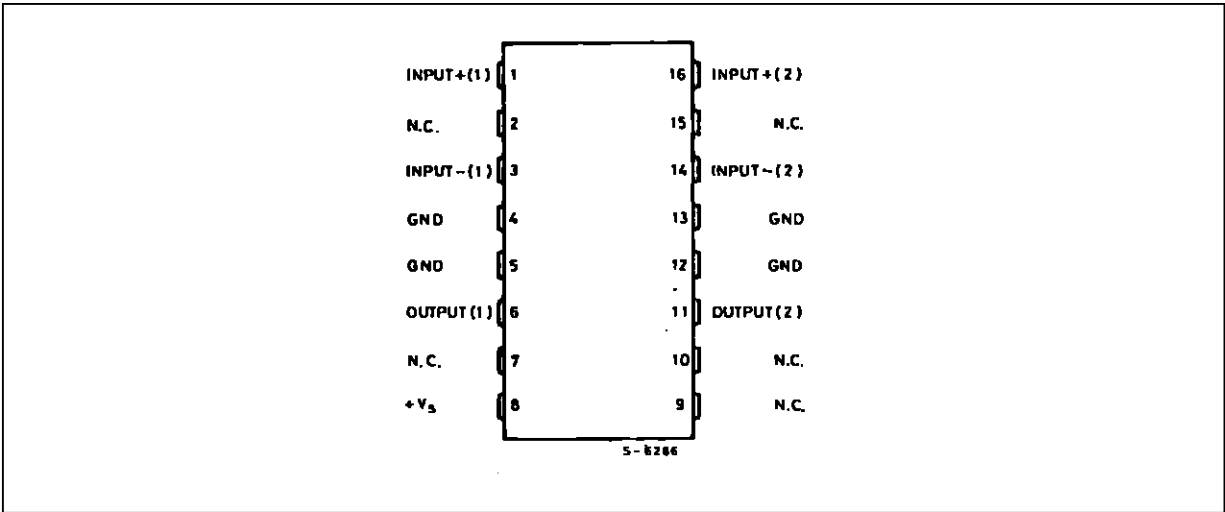 INPUT+(1) 1 16 INPUT+(2)
N.C. 2 15 N.C.
INPUT-(1) 3 14 INPUT-(2)
GND 4 13 GND
GND 5 12 GND
OUTPUT(1) 6 11 OUTPUT(2)
N.C. 7 10 N.C.
+Vs 8 9 N.C.
S-6266